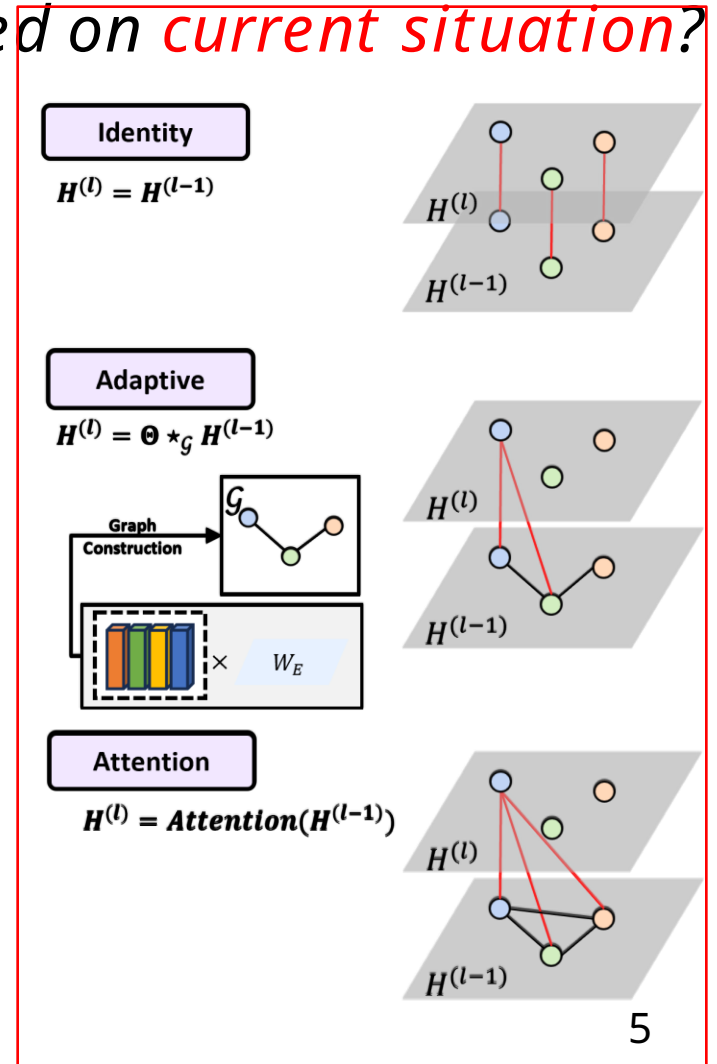 ed on current situation?
Identity
H^(l) = H^(l−1)
H^(l)
H^(l−1)
Adaptive
H^(l) = Θ ⋆_𝒢 H^(l−1)
𝒢
Graph
Construction
× W_E
H^(l)
H^(l−1)
Attention
H^(l) = Attention(H^(l−1))
H^(l)
H^(l−1)
5